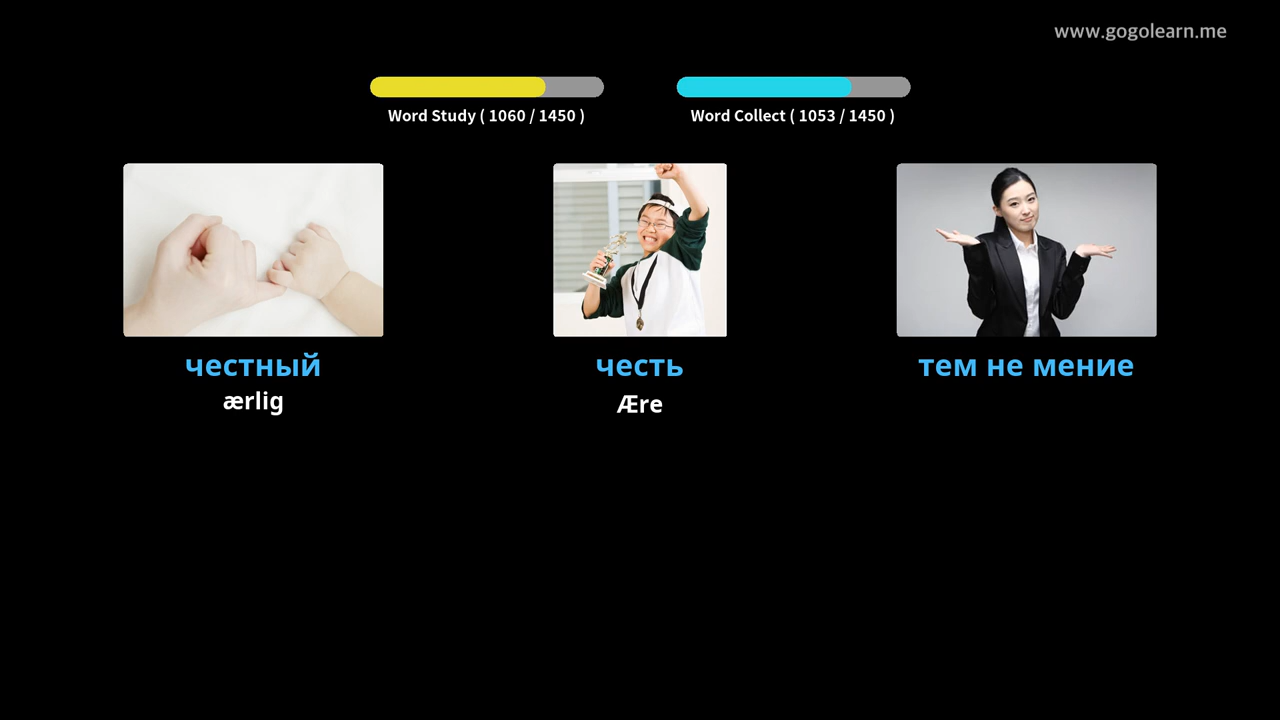 www.gogolearn.me
Word Study ( 1060 / 1450 )
Word Collect ( 1053 / 1450 )
честный
ærlig
честь
Ære
тем не мение